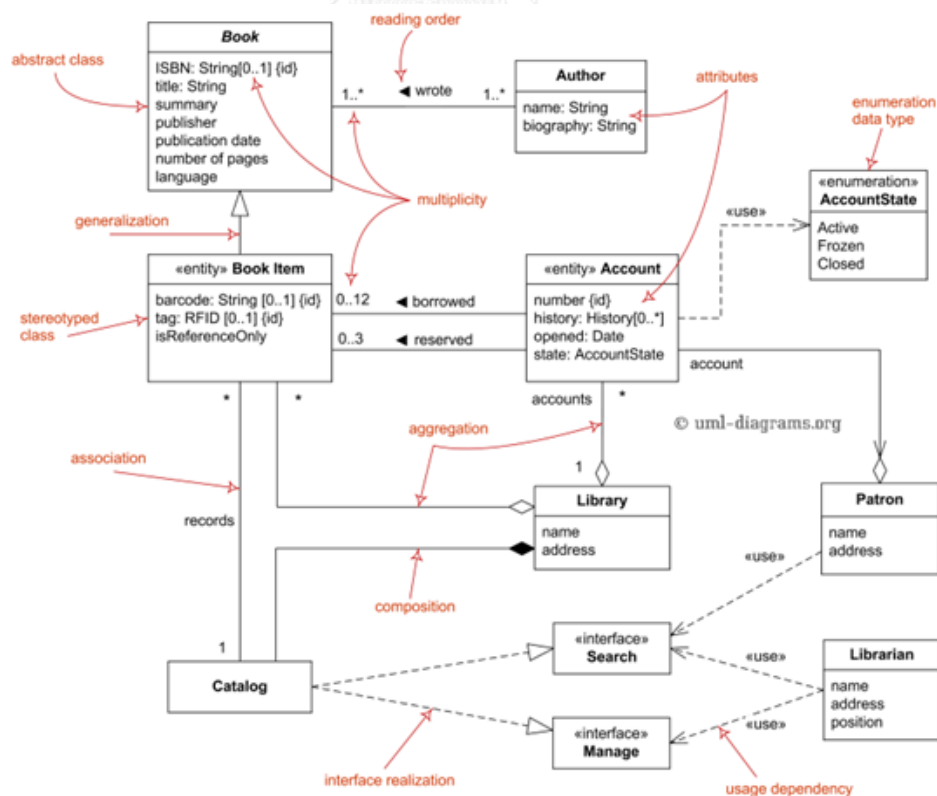 Book
reading order
abstract class
ISBN: String[0..1] {id}
title: String
summary
publisher
publication date
number of pages
language
1..*
◄ wrote
1..*
Author
name: String
biography: String
attributes
enumeration
data type
«enumeration»
AccountState
Active
Frozen
Closed
multiplicity
generalization
«use»
«entity» Book Item
barcode: String [0..1] {id}
tag: RFID [0..1] {id}
isReferenceOnly
stereotyped
class
0..12
◄ borrowed
0..3
◄ reserved
«entity» Account
number {id}
history: History[0..*]
opened: Date
state: AccountState
account
*
*
accounts
*
© uml-diagrams.org
aggregation
association
1
records
Library
name
address
Patron
name
address
composition
«use»
1
Catalog
«interface»
Search
«use»
Librarian
name
address
position
«interface»
Manage
«use»
interface realization
usage dependency